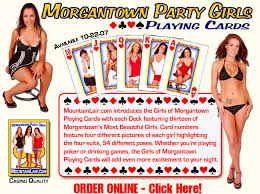 MORGANTOWN PARTY GIRLS
PLAYING CARDS
AVAILABLE 10-22-07
MountainLair.com introduces the Girls of Morgantown
Playing Cards with each Deck featuring thirteen of
Morgantown's Most Beautiful Girls. Card numbers
featuer four separate pictures of each girl highlighting
the four suits, 54 different poses. Whether you're playing
poker or drinking games, the Girls of Morgantown
Playing Cards will add even more excitement to your night.
MORGANTOWN PARTY GIRLS
MOUNTAINLAIR.COM
CASINO QUALITY
ORDER ONLINE - Click Here!